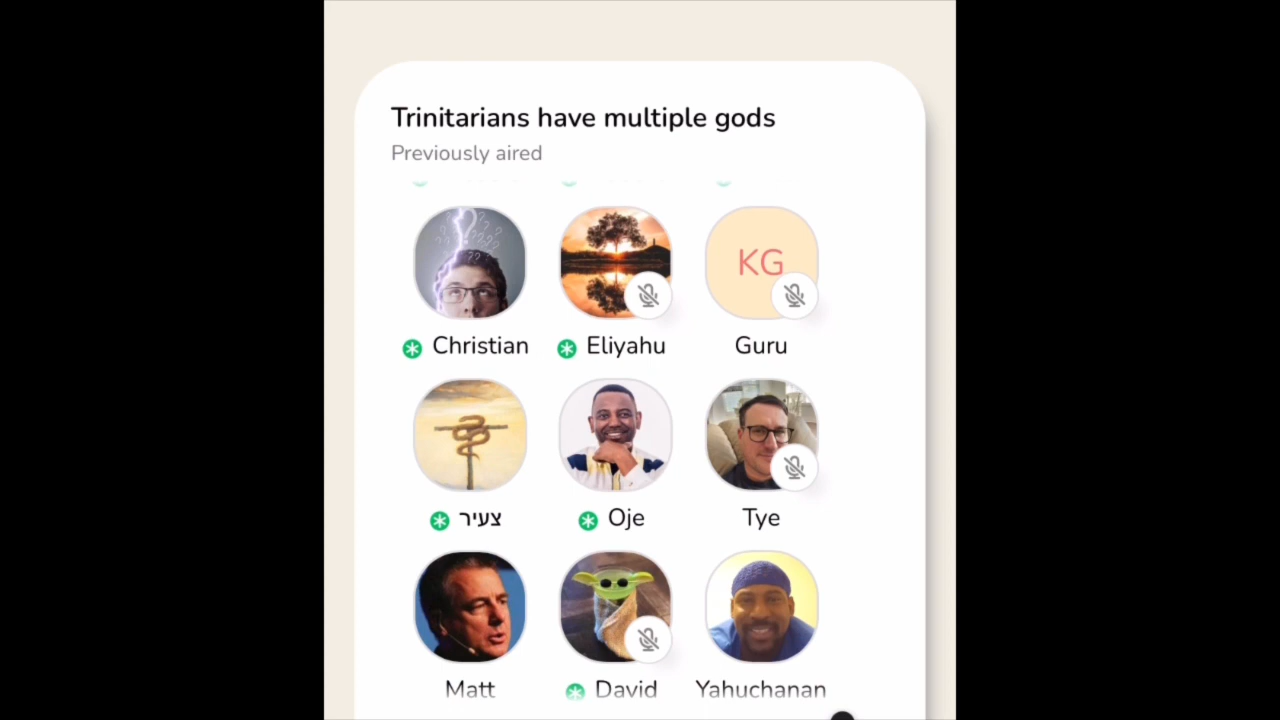 Trinitarians have multiple gods
Previously aired
KG
Christian Eliyahu Guru
צעיר Oje Tye
Matt David Yahuchanan